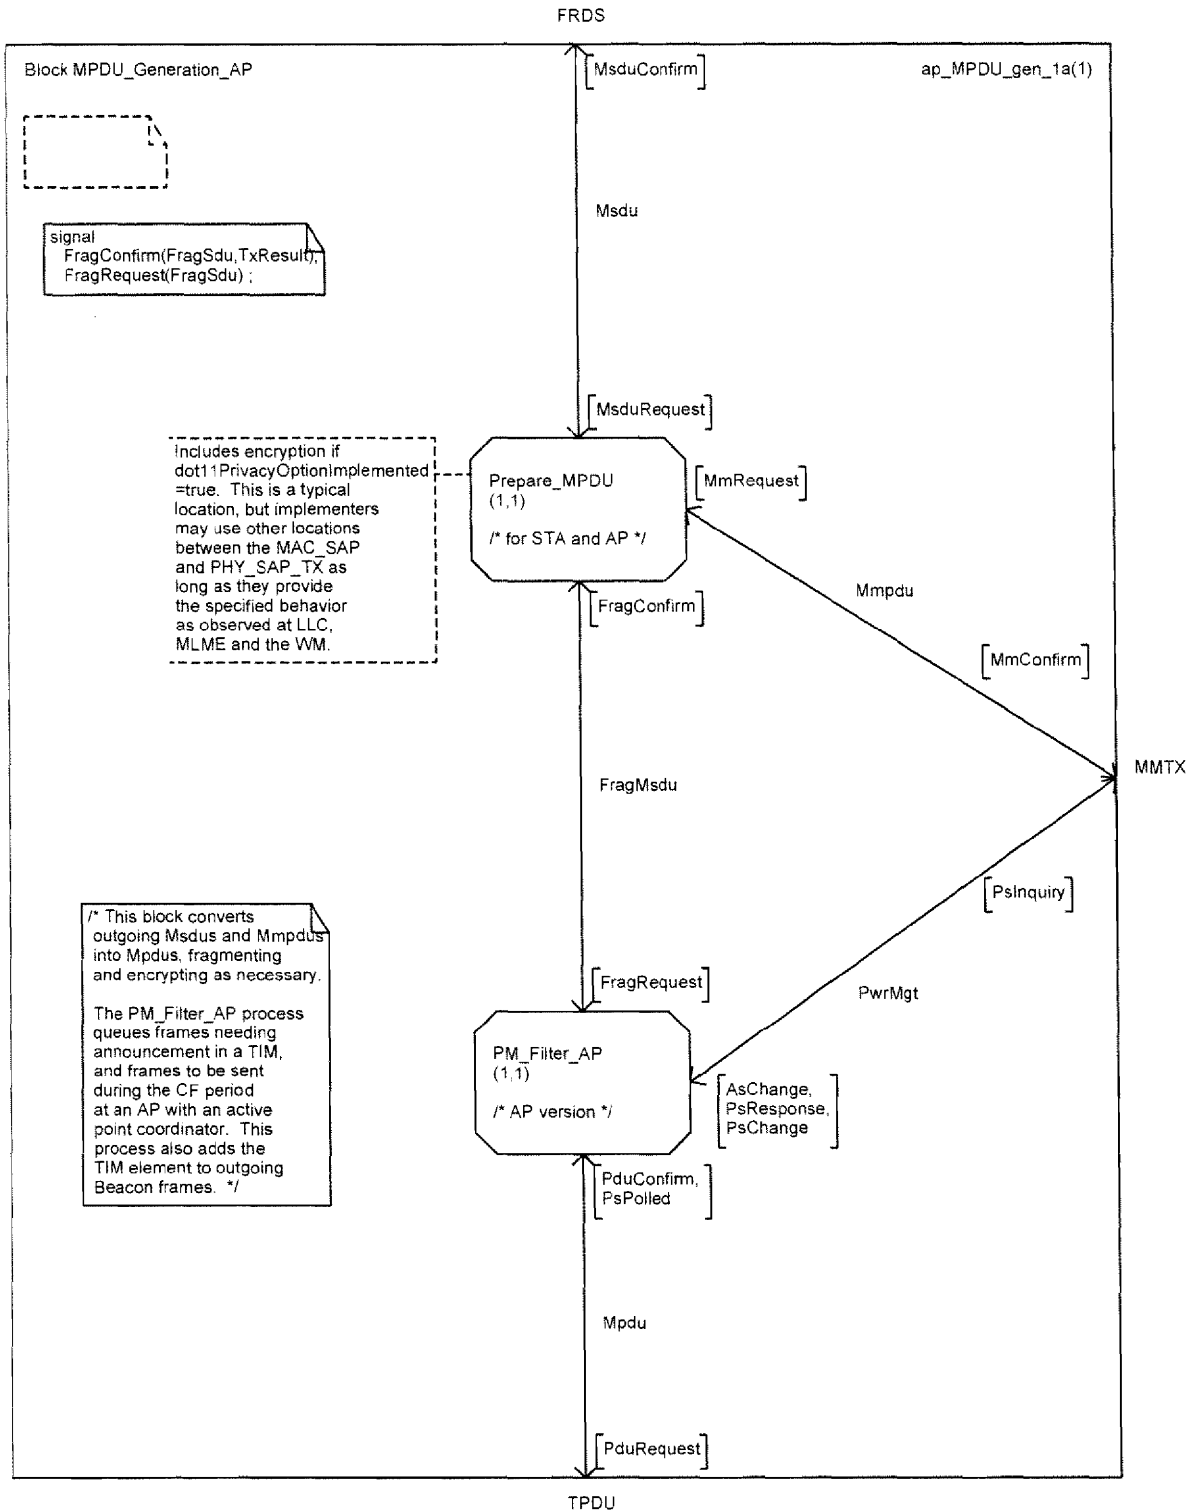 FRDS
Block MPDU_Generation_AP
ap_MPDU_gen_1a(1)
[MsduConfirm]
signal
FragConfirm(FragSdu,TxResult),
FragRequest(FragSdu) ;
Msdu
[MsduRequest]
Includes encryption if
dot11PrivacyOptionImplemented
=true. This is a typical
location, but implementers
may use other locations
between the MAC_SAP
and PHY_SAP_TX as
long as they provide
the specified behavior
as observed at LLC,
MLME and the WM.
Prepare_MPDU
(1,1)
/* for STA and AP */
[MmRequest]
[FragConfirm]
Mmpdu
[MmConfirm]
MMTX
FragMsdu
[PsInquiry]
PwrMgt
/* This block converts
outgoing Msdus and Mmpdus
into Mpdus, fragmenting
and encrypting as necessary.
The PM_Filter_AP process
queues frames needing
announcement in a TIM,
and frames to be sent
during the CF period
at an AP with an active
point coordinator. This
process also adds the
TIM element to outgoing
Beacon frames. */
[FragRequest]
PM_Filter_AP
(1,1)
/* AP version */
[AsChange,
PsResponse,
PsChange]
[PduConfirm,
PsPolled]
Mpdu
[PduRequest]
TPDU